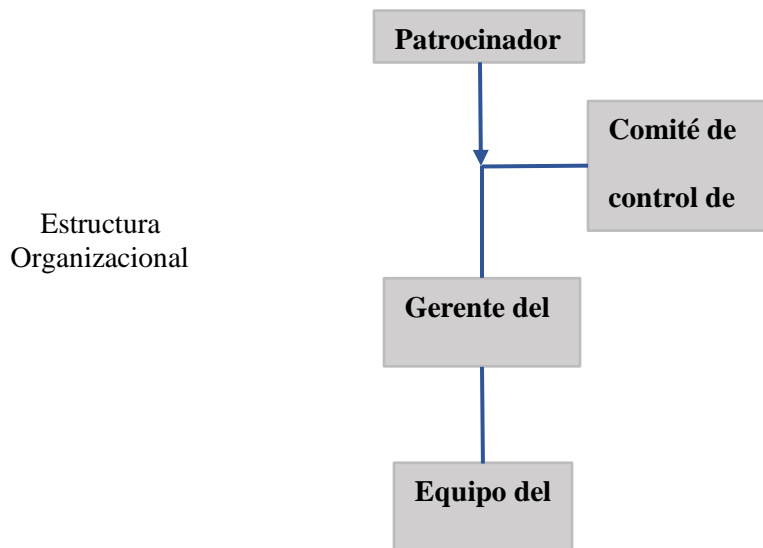 Patrocinador
Comité de
control de
Estructura
Organizacional
Gerente del
Equipo del